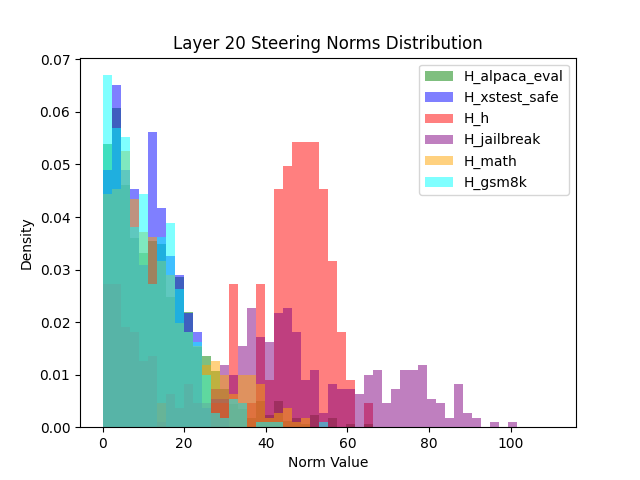 Layer 20 Steering Norms Distribution
0.07
0.06
0.05
0.04
0.03
0.02
0.01
0.00
Density
0
20
40
60
80
100
Norm Value
H_alpaca_eval
H_xstest_safe
H_h
H_jailbreak
H_math
H_gsm8k